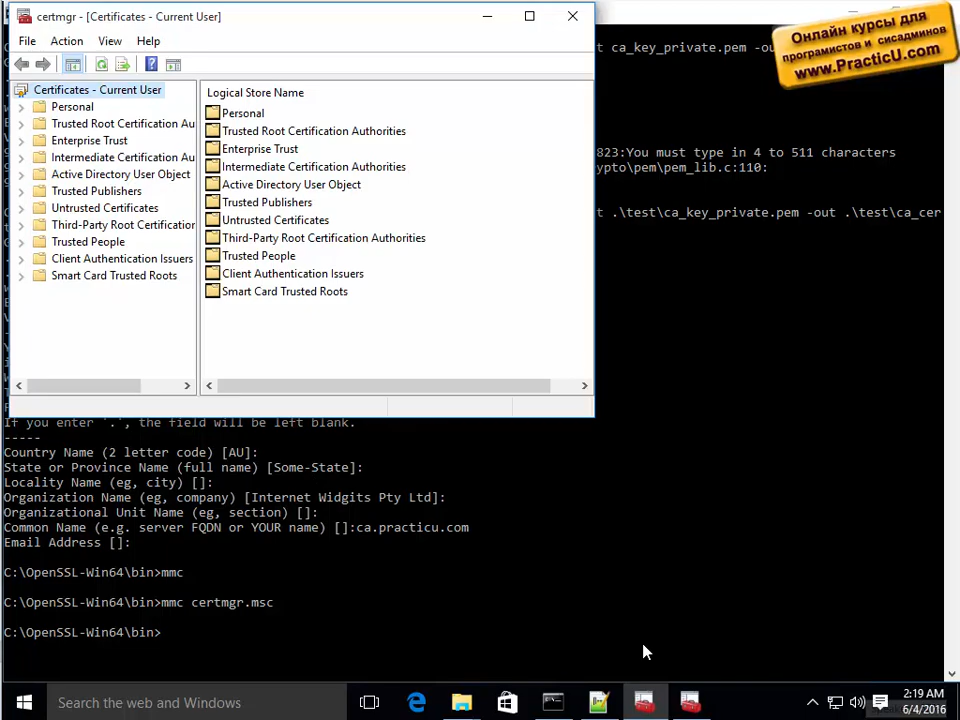 certmgr - [Certificates - Current User]
File Action View Help
Certificates - Current User
Personal
Trusted Root Certification Au
Enterprise Trust
Intermediate Certification Au
Active Directory User Object
Trusted Publishers
Untrusted Certificates
Third-Party Root Certification
Trusted People
Client Authentication Issuers
Smart Card Trusted Roots
Logical Store Name
Personal
Trusted Root Certification Authorities
Enterprise Trust
Intermediate Certification Authorities
Active Directory User Object
Trusted Publishers
Untrusted Certificates
Third-Party Root Certification Authorities
Trusted People
Client Authentication Issuers
Smart Card Trusted Roots
Онлайн курсы для
програмистов и сисадминов
www.PracticU.com
t ca_key_private.pem -ou
823:You must type in 4 to 511 characters
ypto\pem\pem_lib.c:110:
t .\test\ca_key_private.pem -out .\test\ca_cer
If you enter '.', the field will be left blank.
-----
Country Name (2 letter code) [AU]:
State or Province Name (full name) [Some-State]:
Locality Name (eg, city) []:
Organization Name (eg, company) [Internet Widgits Pty Ltd]:
Organizational Unit Name (eg, section) []:
Common Name (e.g. server FQDN or YOUR name) []:ca.practicu.com
Email Address []:
C:\OpenSSL-Win64\bin>mmc
C:\OpenSSL-Win64\bin>mmc certmgr.msc
C:\OpenSSL-Win64\bin>
Search the web and Windows
2:19 AM
6/4/2016